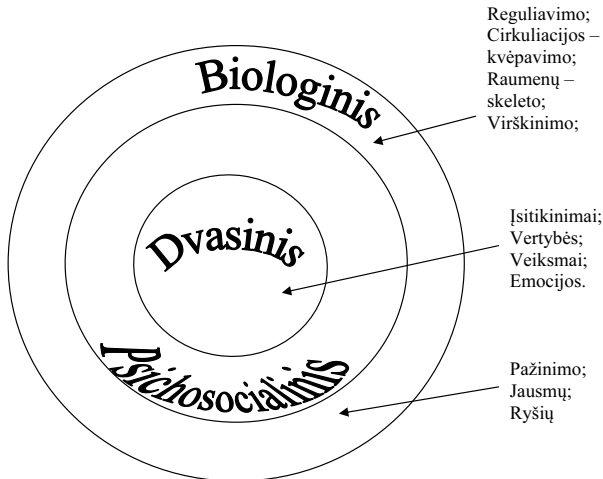 Reguliavimo;
Cirkuliacijos –
kvėpavimo;
Raumenų –
skeleto;
Virškinimo;
Biologinis
Dvasinis
Įsitikinimai;
Vertybės;
Veiksmai;
Emocijos.
Psichosocialinis
Pažinimo;
Jausmų;
Ryšių